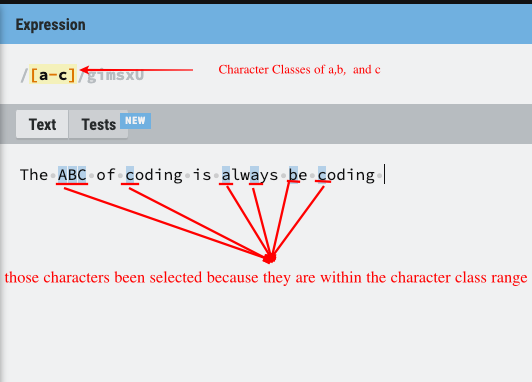 Expression
/[a-c]/gimsxU
Character Classes of a,b, and c
Text
Tests
NEW
The·ABC·of·coding·is·always·be·coding·
those characters been selected because they are within the character class range